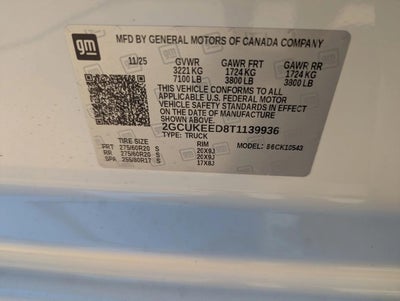 gm
MFD BY GENERAL MOTORS OF CANADA COMPANY
11/25 GVWR GAWR FRT GAWR RR
3221 KG 1724 KG 1724 KG
7100 LB 3800 LB 3800 LB
THIS VEHICLE CONFORMS TO ALL
APPLICABLE U.S. FEDERAL MOTOR
VEHICLE SAFETY STANDARDS IN EFFECT
ON THE DATE OF MANUFACTURE
SHOWN ABOVE.
2GCUKEED8T1139936
TYPE: TRUCK
TIRE SIZE RIM MODEL:
FRT 275/60R20 S 20X9J
RR 275/60R20 S 20X9J
SPA 255/80R17 S 17X8J